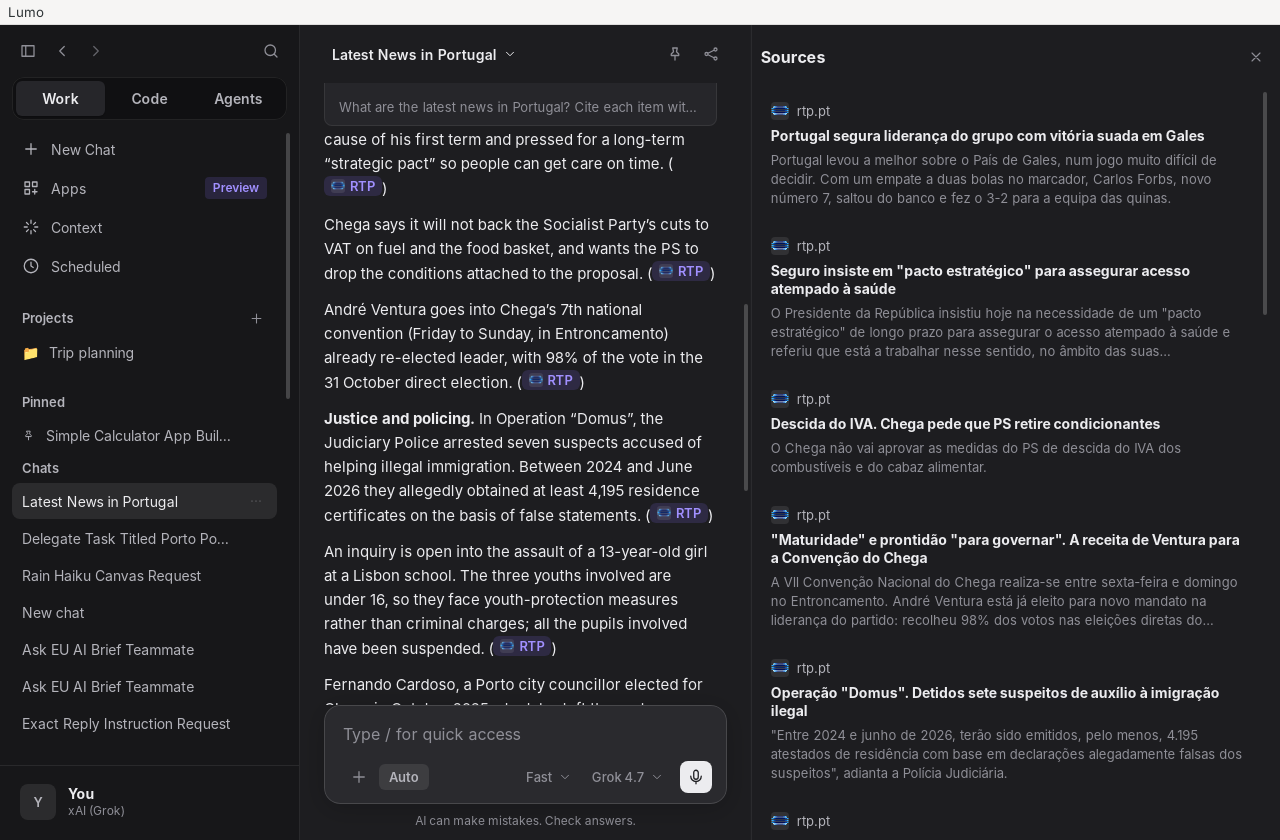 Lumo
Work
Code
Agents
New Chat
Apps
Preview
Context
Scheduled
Projects
Trip planning
Pinned
Simple Calculator App Buil...
Chats
Latest News in Portugal
Delegate Task Titled Porto Po...
Rain Haiku Canvas Request
New chat
Ask EU AI Brief Teammate
Ask EU AI Brief Teammate
Exact Reply Instruction Request
Y
You
xAI (Grok)
Latest News in Portugal
What are the latest news in Portugal? Cite each item wit...
cause of his first term and pressed for a long-term
“strategic pact” so people can get care on time. (
RTP )
Chega says it will not back the Socialist Party’s cuts to
VAT on fuel and the food basket, and wants the PS to
drop the conditions attached to the proposal. ( RTP )
André Ventura goes into Chega’s 7th national
convention (Friday to Sunday, in Entroncamento)
already re-elected leader, with 98% of the vote in the
31 October direct election. ( RTP )
Justice and policing. In Operation “Domus”, the
Judiciary Police arrested seven suspects accused of
helping illegal immigration. Between 2024 and June
2026 they allegedly obtained at least 4,195 residence
certificates on the basis of false statements. ( RTP )
An inquiry is open into the assault of a 13-year-old girl
at a Lisbon school. The three youths involved are
under 16, so they face youth-protection measures
rather than criminal charges; all the pupils involved
have been suspended. ( RTP )
Fernando Cardoso, a Porto city councillor elected for
Type / for quick access
Auto
Fast
Grok 4.7
AI can make mistakes. Check answers.
Sources
rtp.pt
Portugal segura liderança do grupo com vitória suada em Gales
Portugal levou a melhor sobre o País de Gales, num jogo muito difícil de
decidir. Com um empate a duas bolas no marcador, Carlos Forbs, novo
número 7, saltou do banco e fez o 3-2 para a equipa das quinas.
rtp.pt
Seguro insiste em "pacto estratégico" para assegurar acesso
atempado à saúde
O Presidente da República insistiu hoje na necessidade de um "pacto
estratégico" de longo prazo para assegurar o acesso atempado à saúde e
referiu que está a trabalhar nesse sentido, no âmbito das suas...
rtp.pt
Descida do IVA. Chega pede que PS retire condicionantes
O Chega não vai aprovar as medidas do PS de descida do IVA dos
combustíveis e do cabaz alimentar.
rtp.pt
"Maturidade" e prontidão "para governar". A receita de Ventura para
a Convenção do Chega
A VII Convenção Nacional do Chega realiza-se entre sexta-feira e domingo
no Entroncamento. André Ventura está já eleito para novo mandato na
liderança do partido: recolheu 98% dos votos nas eleições diretas do...
rtp.pt
Operação "Domus". Detidos sete suspeitos de auxílio à imigração
ilegal
"Entre 2024 e junho de 2026, terão sido emitidos, pelo menos, 4.195
atestados de residência com base em declarações alegadamente falsas dos
suspeitos", adianta a Polícia Judiciária.
rtp.pt